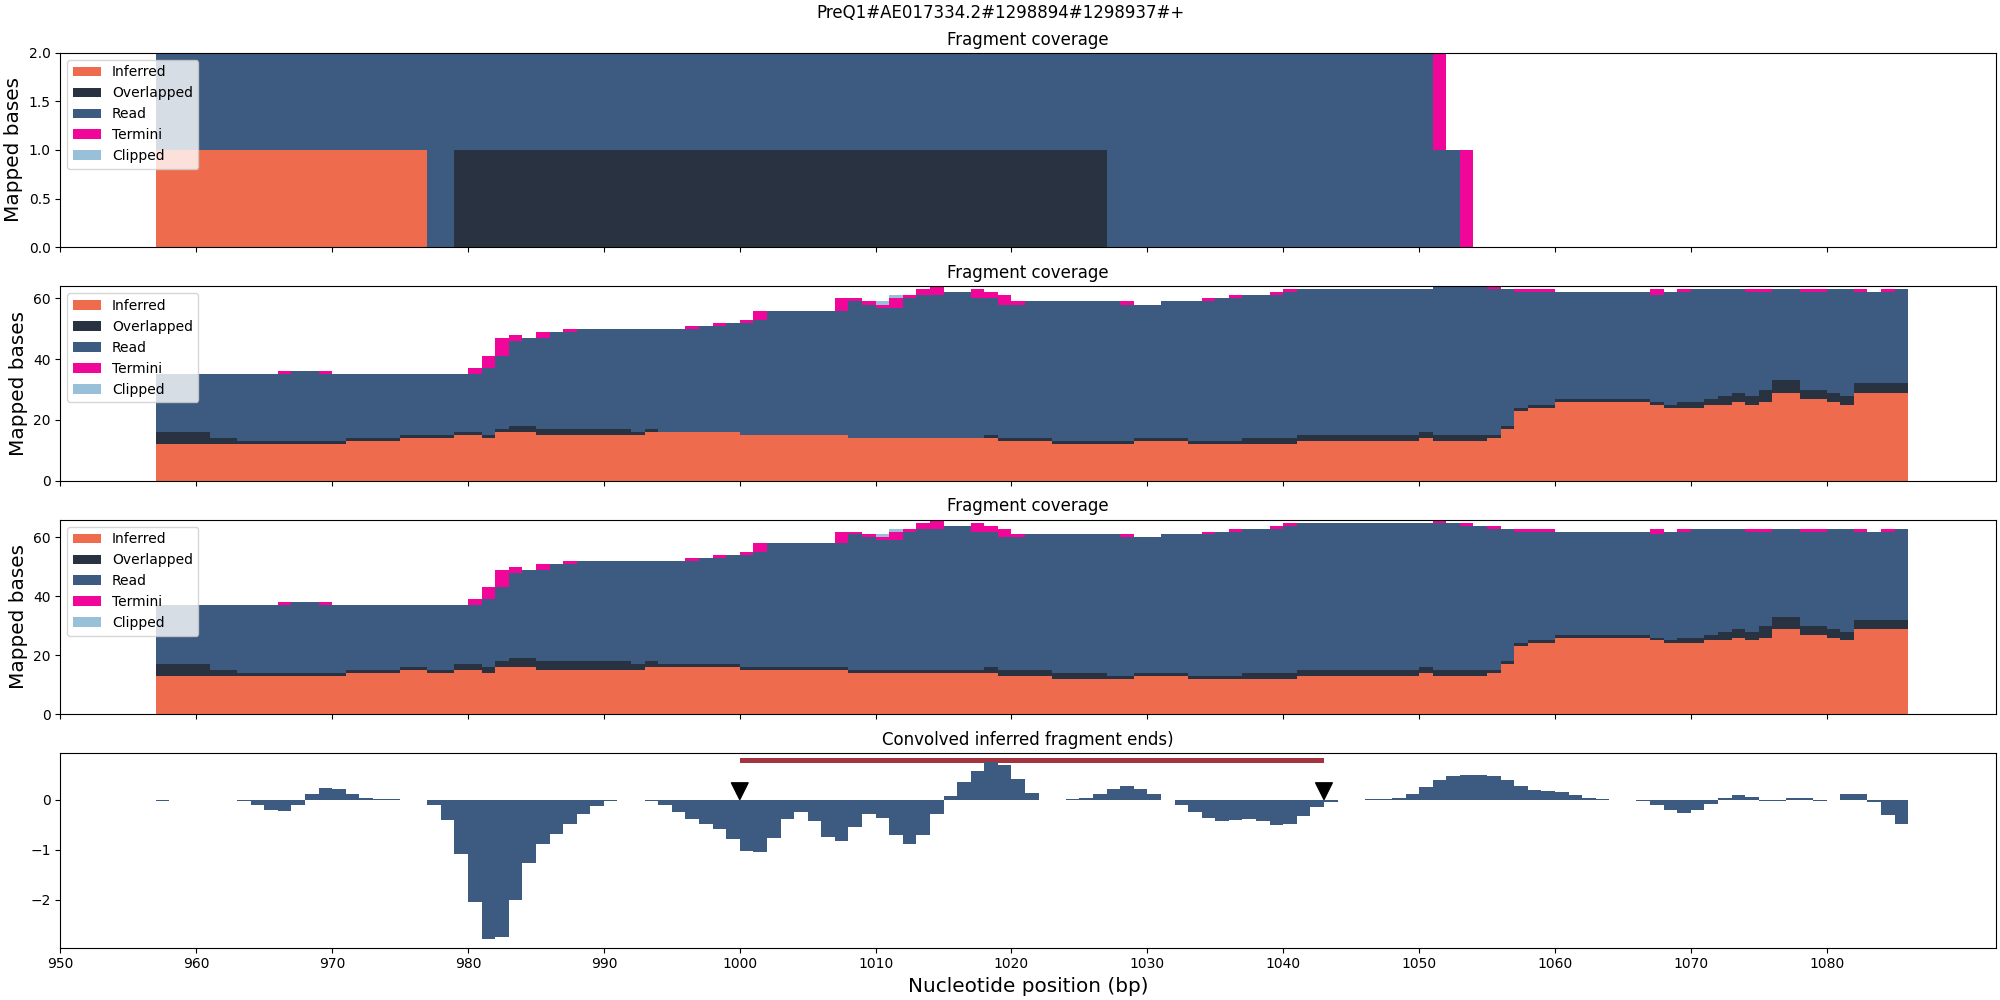 PreQ1#AE017334.2#1298894#1298937#+
Fragment coverage
Mapped bases
2.0
1.5
1.0
0.5
0.0
Inferred
Overlapped
Read
Termini
Clipped
Fragment coverage
Mapped bases
60
40
20
0
Inferred
Overlapped
Read
Termini
Clipped
Fragment coverage
Mapped bases
60
40
20
0
Inferred
Overlapped
Read
Termini
Clipped
Convolved inferred fragment ends)
0
−1
−2
950 960 970 980 990 1000 1010 1020 1030 1040 1050 1060 1070 1080
Nucleotide position (bp)